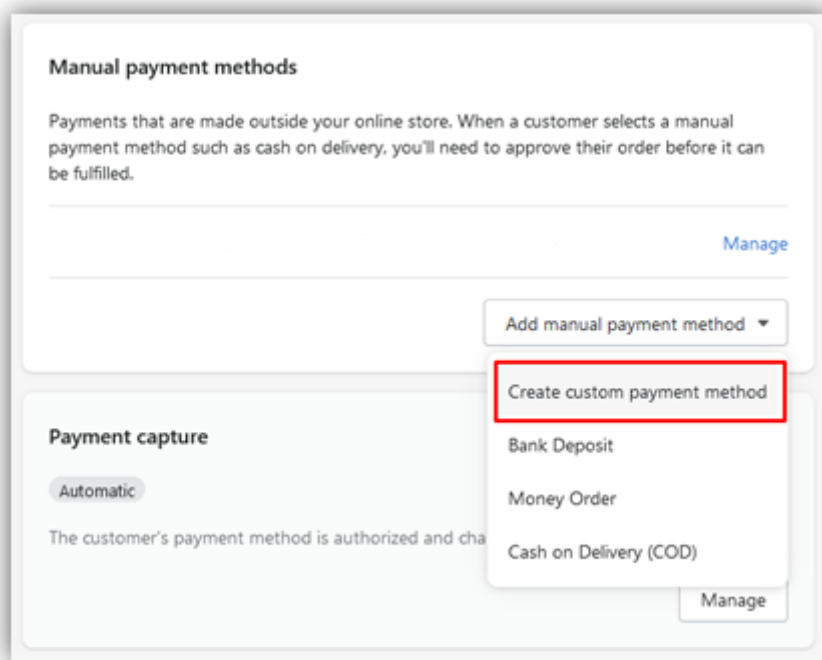 Manual payment methods
Payments that are made outside your online store. When a customer selects a manual
payment method such as cash on delivery, you'll need to approve their order before it can
be fulfilled.
Manage
Add manual payment method
Create custom payment method
Bank Deposit
Money Order
Cash on Delivery (COD)
Payment capture
Automatic
The customer's payment method is authorized and cha
Manage